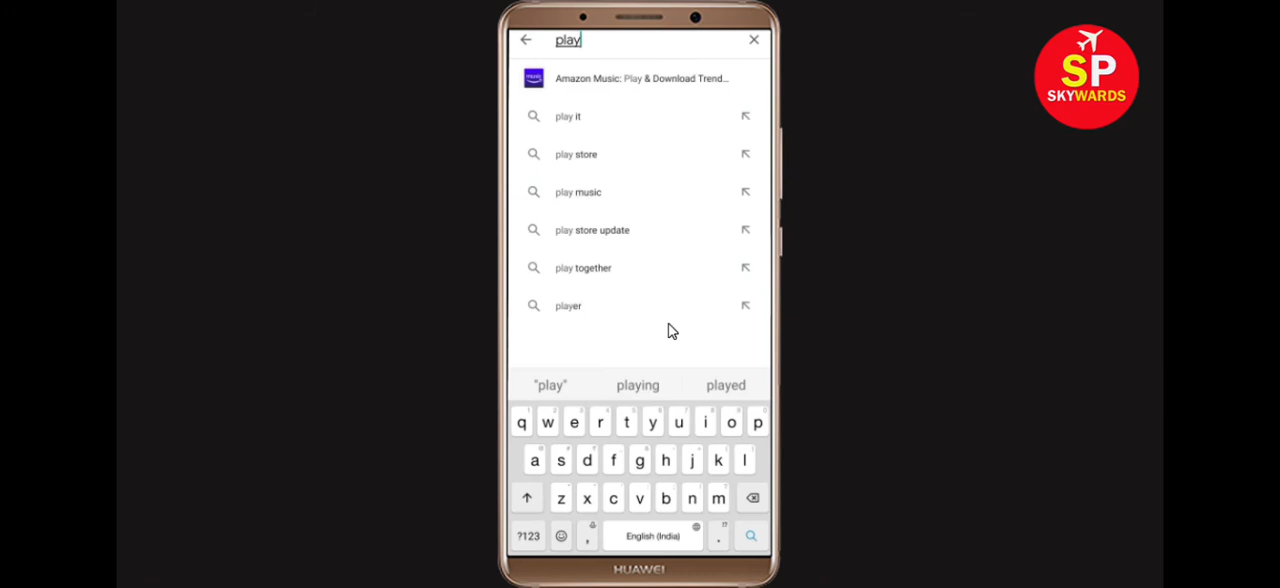 play
SP
SKYWARDS
music
Amazon Music: Play & Download Trend...
play it
play store
play music
play store update
play together
player
"play" playing played
q w e r t y u i o p
a s d f g h j k l
z x c v b n m
?123 , English (India) .
HUAWEI